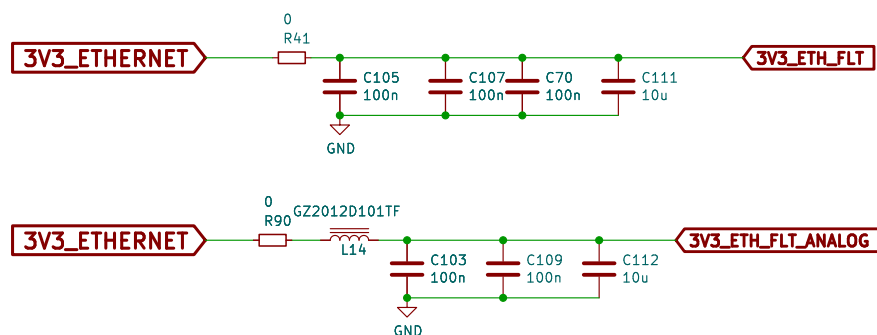 0
R41
3V3_ETHERNET
3V3_ETH_FLT
C105
100n
C107
100n
C70
100n
C111
10u
GND
0
R90
GZ2012D101TF
L14
3V3_ETHERNET
3V3_ETH_FLT_ANALOG
C103
100n
C109
100n
C112
10u
GND